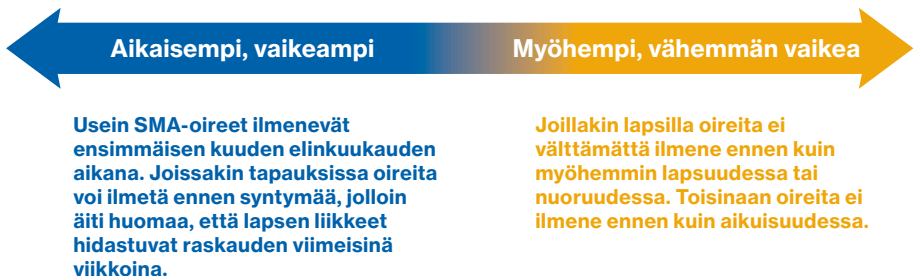 Aikaisempi, vaikeampi
Myöhempi, vähemmän vaikea
Usein SMA-oireet ilmenevät
ensimmäisen kuuden elinkuukauden
aikana. Joissakin tapauksissa oireita
voi ilmetä ennen syntymää, jolloin
äiti huomaa, että lapsen liikkeet
hidastuvat raskauden viimeisinä
viikkoina.
Joillakin lapsilla oireita ei
välttämättä ilmene ennen kuin
myöhemmin lapsuudessa tai
nuoruudessa. Toisinaan oireita ei
ilmene ennen kuin aikuisuudessa.